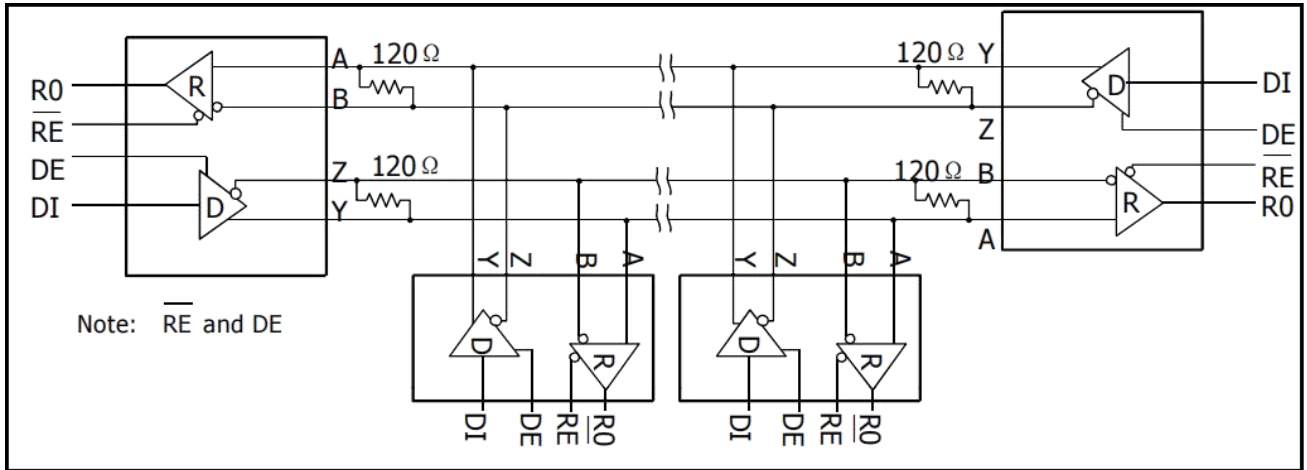 A 120 Ω
120 Ω Y
R
D
R0
DI
B
RE
Z
DE
DE
Z 120 Ω
120 Ω B
RE
DI
D
R
R0
Y
A
Y Z B A
Y Z B A
Note: RE and DE
D R
D R
DI DE RE R0
DI DE RE R0